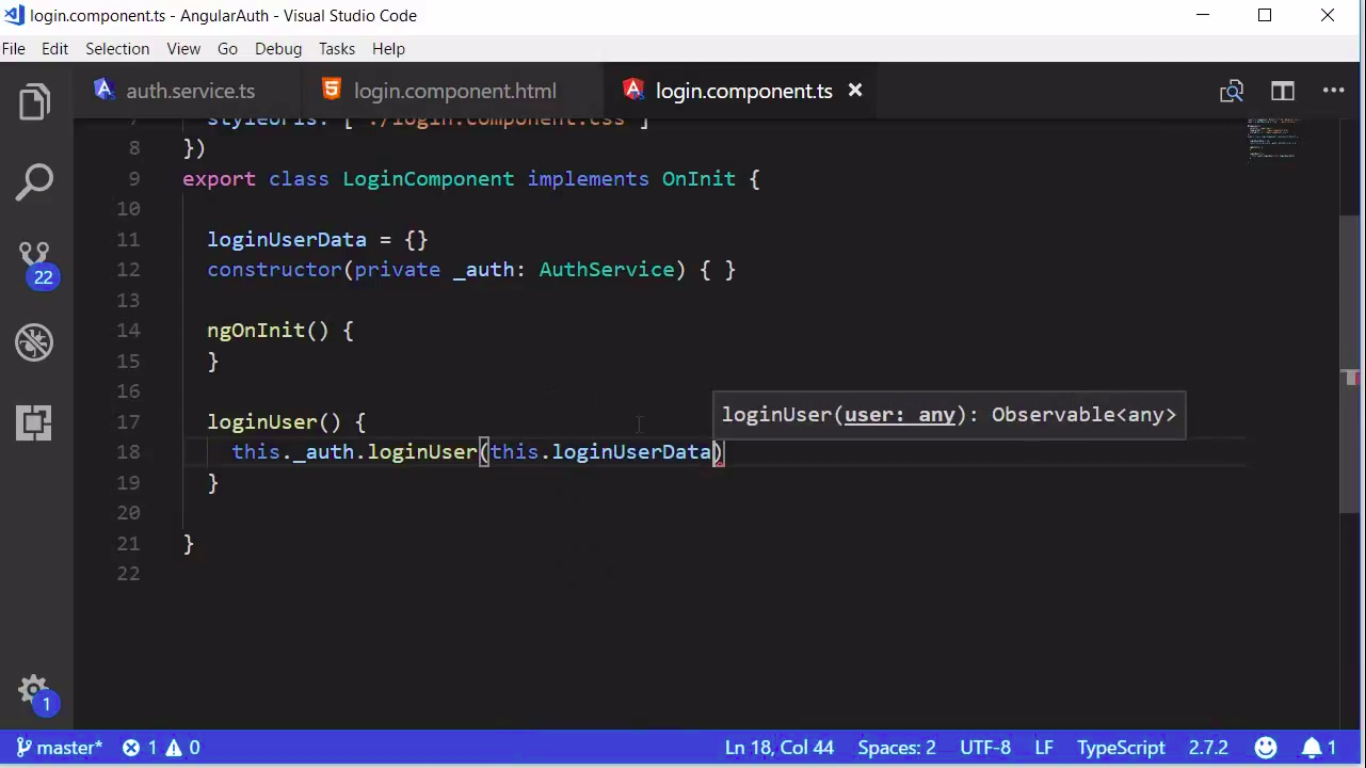 login.component.ts - AngularAuth - Visual Studio Code
File Edit Selection View Go Debug Tasks Help
auth.service.ts login.component.html login.component.ts
7 styleUrls: ['./login.component.css']
8 })
9 export class LoginComponent implements OnInit {
10
11 loginUserData = {}
12 constructor(private _auth: AuthService) { }
13
14 ngOnInit() {
15 }
16
loginUser(user: any): Observable<any>
17 loginUser() {
18 this._auth.loginUser(this.loginUserData)
19 }
20
21 }
22
22
1
master* 1 0 Ln 18, Col 44 Spaces: 2 UTF-8 LF TypeScript 2.7.2 1